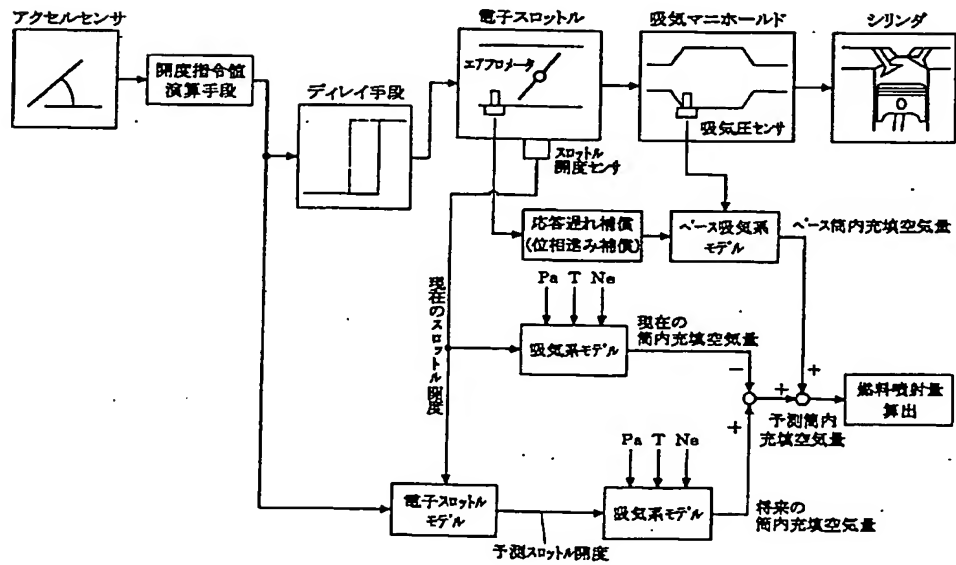 アクセルセンサ
電子スロットル
吸気マニホールド
シリンダ
開度指令値
演算手段
ディレイ手段
エアフロメータ
吸気圧センサ
スロットル
開度センサ
応答遅れ補償
(位相進み補償)
ベース吸気系
モデル
ベース筒内充填空気量
現在のスロットル開度
Pa T Ne
吸気系モデル
現在の
筒内充填空気量
−
+
+
+
燃料噴射量
算出
予測筒内
充填空気量
Pa T Ne
電子スロットル
モデル
吸気系モデル
将来の
筒内充填空気量
予測スロットル開度